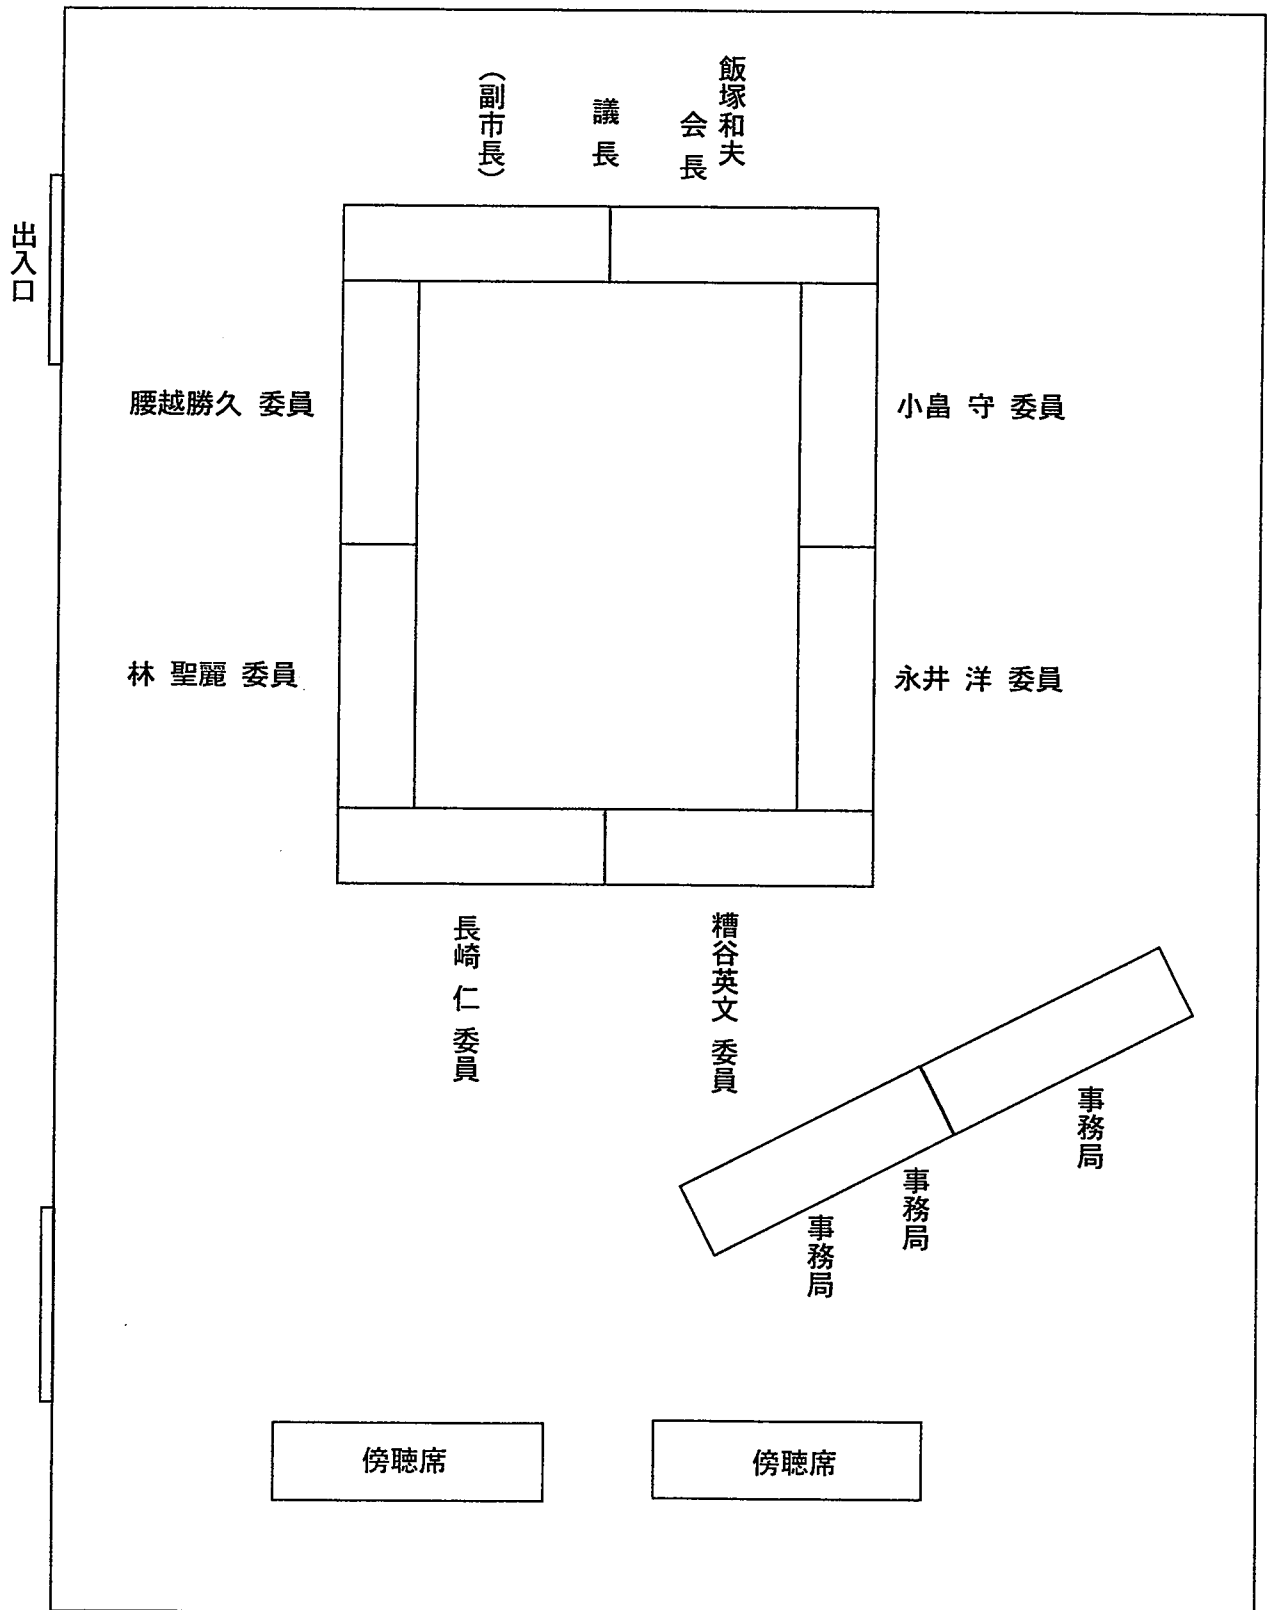 飯塚和夫
会長
議長
（副市長）
出入口
腰越勝久 委員
小畠 守 委員
林 聖麗 委員
永井 洋 委員
長崎 仁 委員
糟谷英文 委員
事務局
事務局
事務局
傍聴席
傍聴席